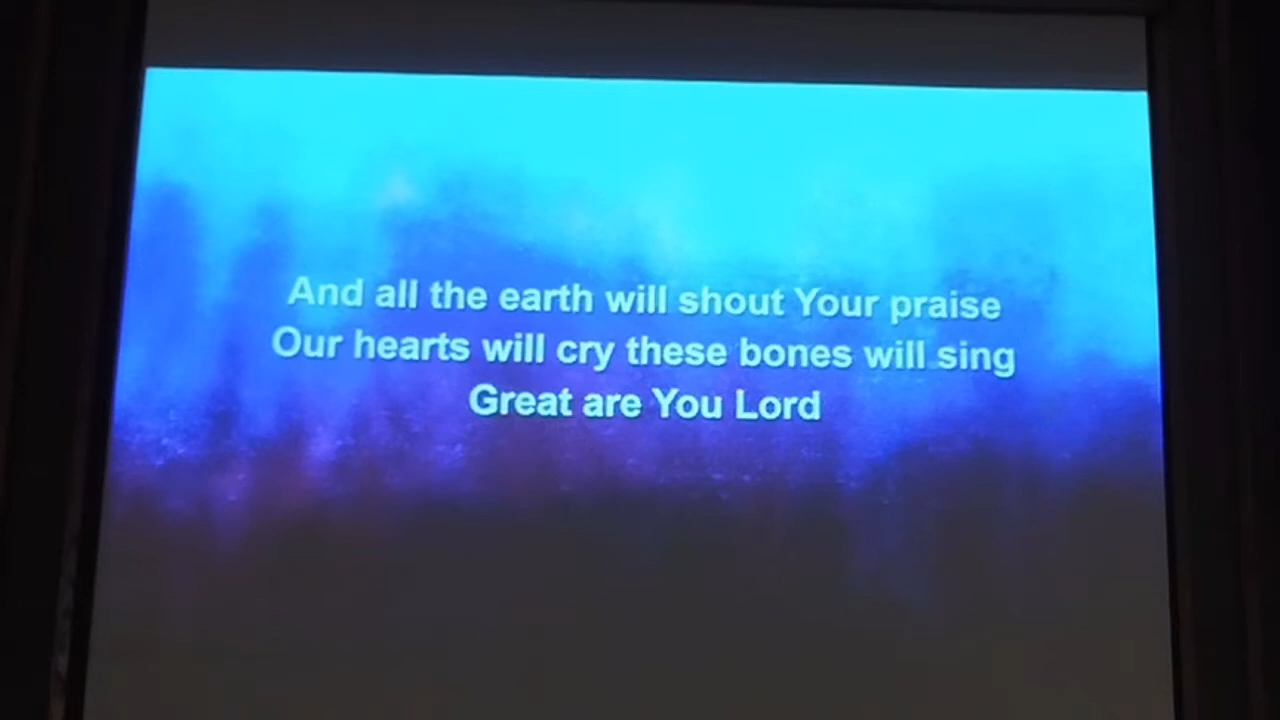 And all the earth will shout Your praise
Our hearts will cry these bones will sing
Great are You Lord